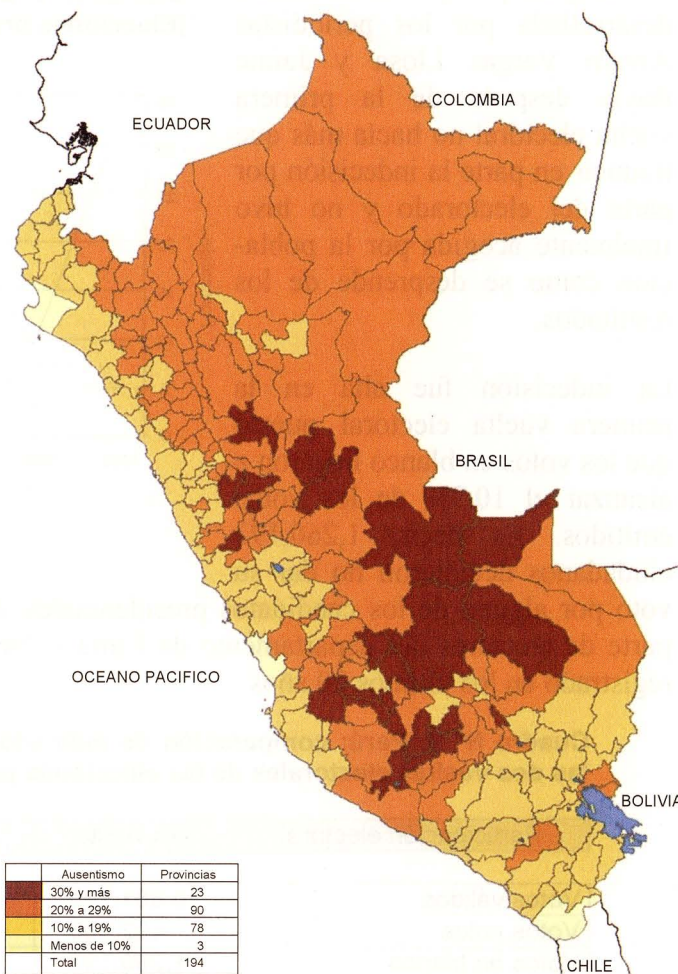 COLOMBIA
ECUADOR
BRASIL
OCEANO PACIFICO
BOLIVIA
CHILE
Ausentismo Provincias
30% y más 23
20% a 29% 90
10% a 19% 78
Menos de 10% 3
Total 194